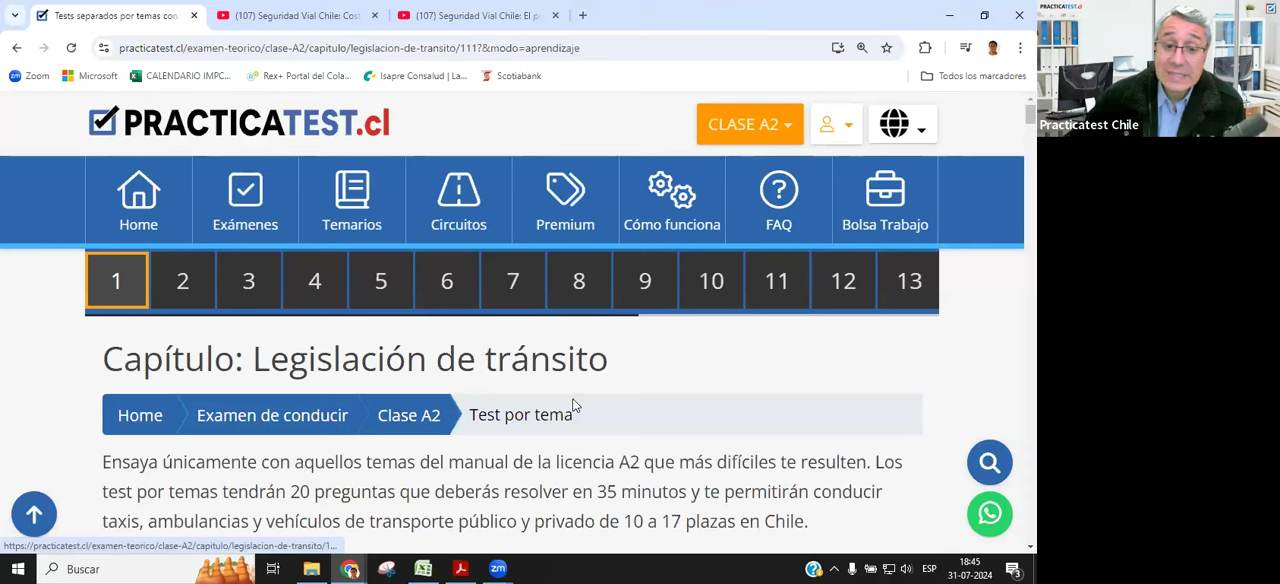 Tests separados por temas con
(107) Seguridad Vial Chile
(107) Seguridad Vial Chile: El p
practicatest.cl/examen-teorico/clase-A2/capitulo/legislacion-de-transito/111?modo=aprendizaje
Zoom
Microsoft
CALENDARIO IMPC...
Rex+ Portal del Col...
Isapre Consalud | La...
Scotiabank
Todos los marcadores
PRACTICATEST.cl
CLASE A2
Home
Exámenes
Temarios
Circuitos
Premium
Cómo funciona
FAQ
Bolsa Trabajo
1 2 3 4 5 6 7 8 9 10 11 12 13
Capítulo: Legislación de tránsito
Home
Examen de conducir
Clase A2
Test por tema
Ensaya únicamente con aquellos temas del manual de la licencia A2 que más difíciles te resulten. Los
test por temas tendrán 20 preguntas que deberás resolver en 35 minutos y te permitirán conducir
taxis, ambulancias y vehículos de transporte público y privado de 10 a 17 plazas en Chile.
https://practicatest.cl/examen-teorico/clase-A2/capitulo/legislacion-de-transito/1...
Buscar
ESP
18:45
31-07-2024
3
PRACTICATEST.cl
Practicatest Chile